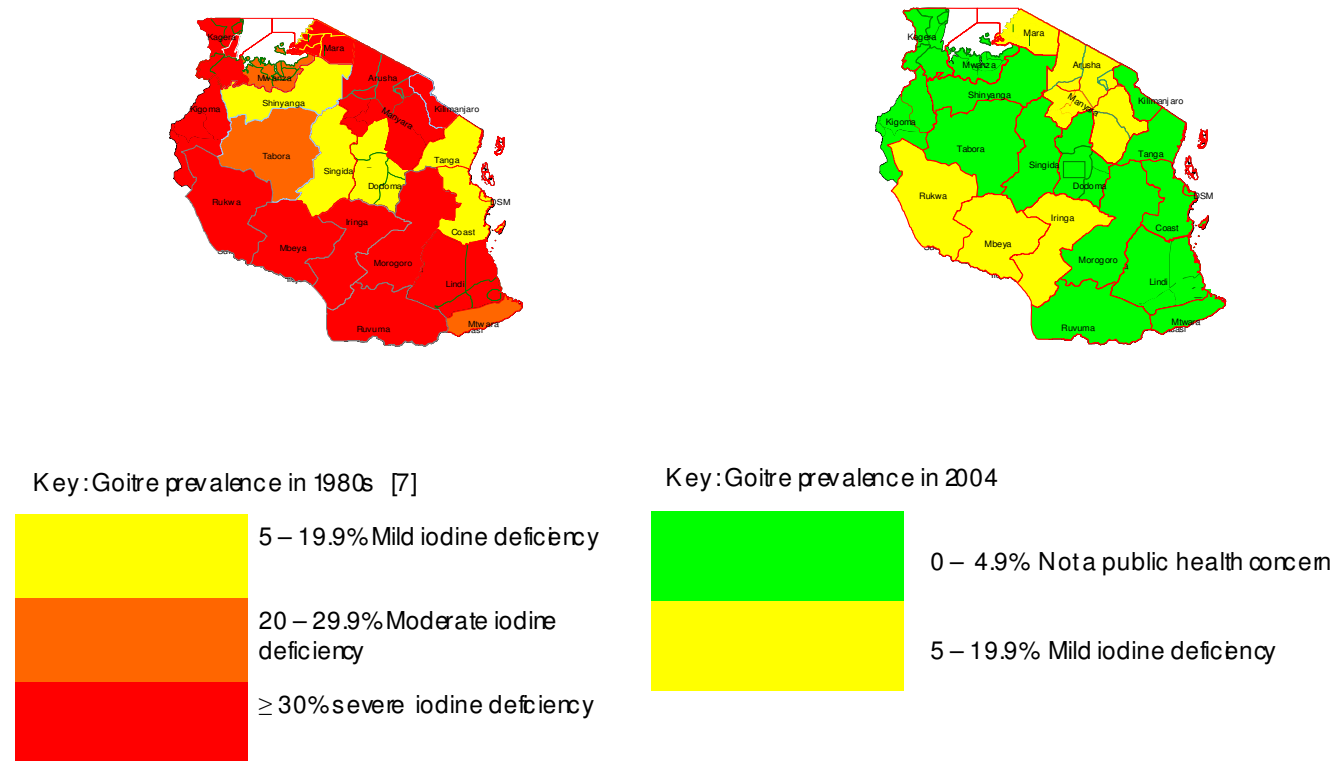 Kagera
Mara
Mwanza
Arusha
Shinyanga
Kigoma
Manyara
Kilimanjaro
Tabora
Tanga
Singida
Dodoma
Rukwa
DSM
Iringa
Coast
Mbeya
Morogoro
Lindi
Ruvuma
Mtwara
Kagera
Mara
Mwanza
Arusha
Shinyanga
Manyara
Kilimanjaro
Kigoma
Tabora
Tanga
Singida
Dodoma
Rukwa
DSM
Iringa
Coast
Mbeya
Morogoro
Lindi
Ruvuma
Mtwara
Key: Goitre prevalence in 1980s [7]
5 – 19.9% Mild iodine deficiency
20 – 29.9% Moderate iodine
deficiency
≥ 30% severe iodine deficiency
Key: Goitre prevalence in 2004
0 – 4.9% Not a public health concern
5 – 19.9% Mild iodine deficiency